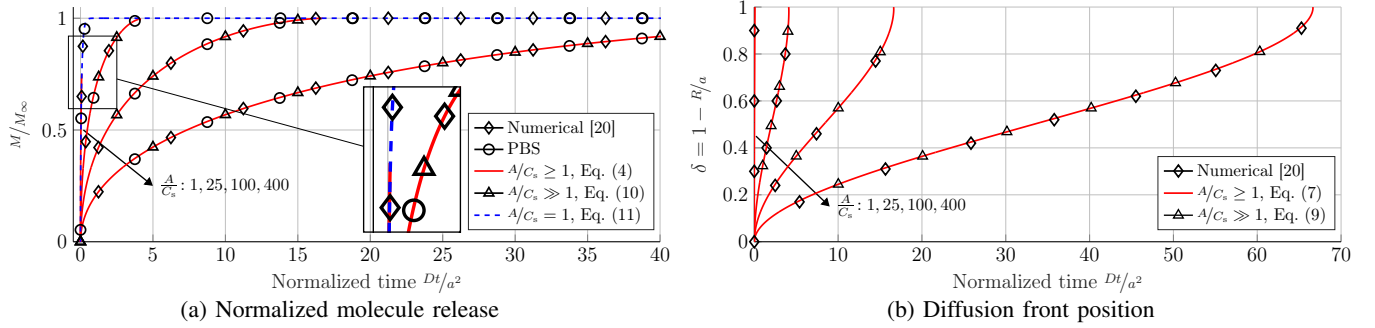 1
0.5
0
M/M∞
0 5 10 15 20 25 30 35 40
Normalized time Dt/a²
A/Cs : 1, 25, 100, 400
Numerical [20]
PBS
A/Cs ≥ 1, Eq. (4)
A/Cs ≫ 1, Eq. (10)
A/Cs = 1, Eq. (11)
(a) Normalized molecule release
1
0.8
0.6
0.4
0.2
0
δ = 1 − R/a
0 10 20 30 40 50 60 70
Normalized time Dt/a²
A/Cs : 1, 25, 100, 400
Numerical [20]
A/Cs ≥ 1, Eq. (7)
A/Cs ≫ 1, Eq. (9)
(b) Diffusion front position